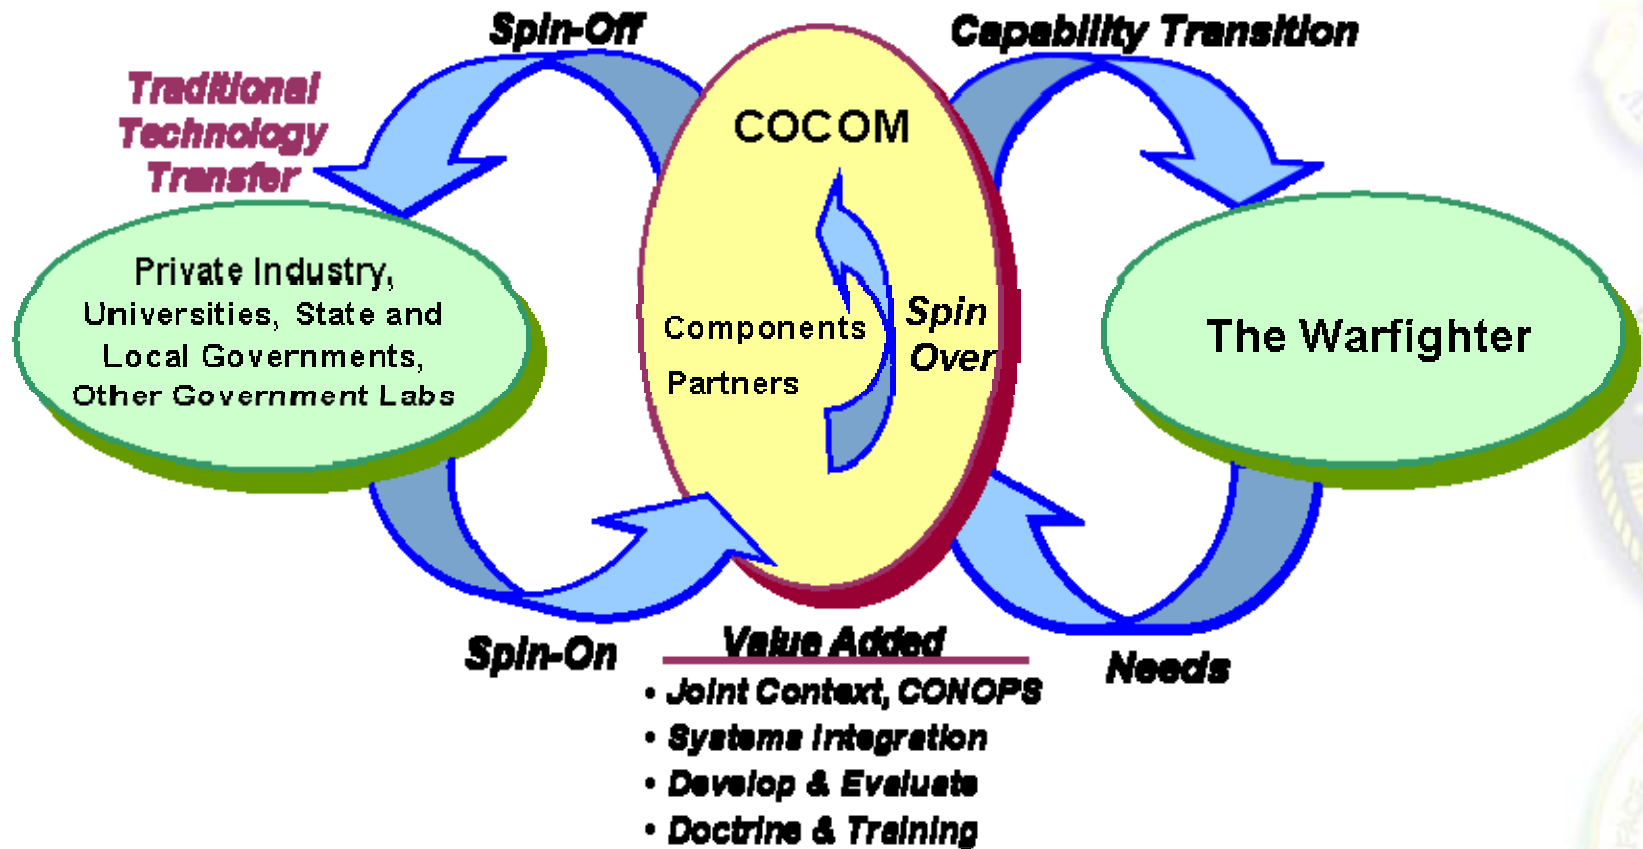 Spin-Off
Capability Transition
Traditional
Technology
Transfer
COCOM
Private Industry,
Universities, State and
Local Governments,
Other Government Labs
Components
Partners
Spin
Over
The Warfighter
Spin-On
Needs
Value Added
• Joint Context, CONOPS
• Systems Integration
• Develop & Evaluate
• Doctrine & Training